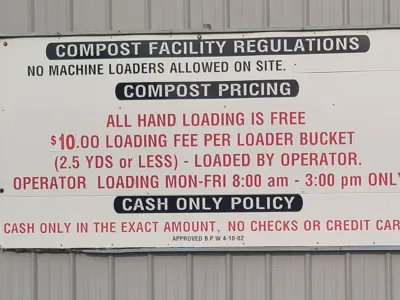 COMPOST FACILITY REGULATIONS
NO MACHINE LOADERS ALLOWED ON SITE.
COMPOST PRICING
ALL HAND LOADING IS FREE
$10.00 LOADING FEE PER LOADER BUCKET
(2.5 YDS or LESS) - LOADED BY OPERATOR.
OPERATOR LOADING MON-FRI 8:00 am - 3:00 pm ONLY
CASH ONLY POLICY
CASH ONLY IN THE EXACT AMOUNT, NO CHECKS OR CREDIT CAR
APPROVED B.P.W 4-10-02